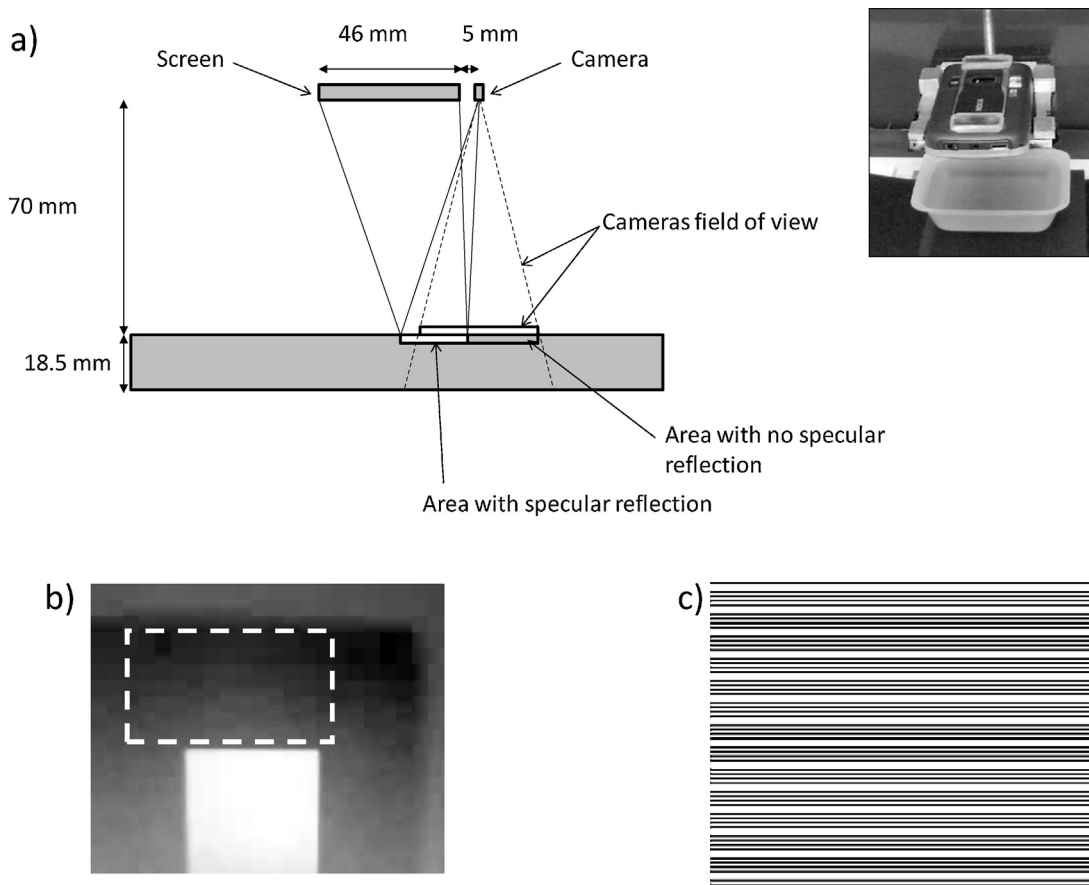 a)
46 mm
5 mm
Screen
Camera
70 mm
Cameras field of view
18.5 mm
Area with no specular
reflection
Area with specular reflection
b)
c)